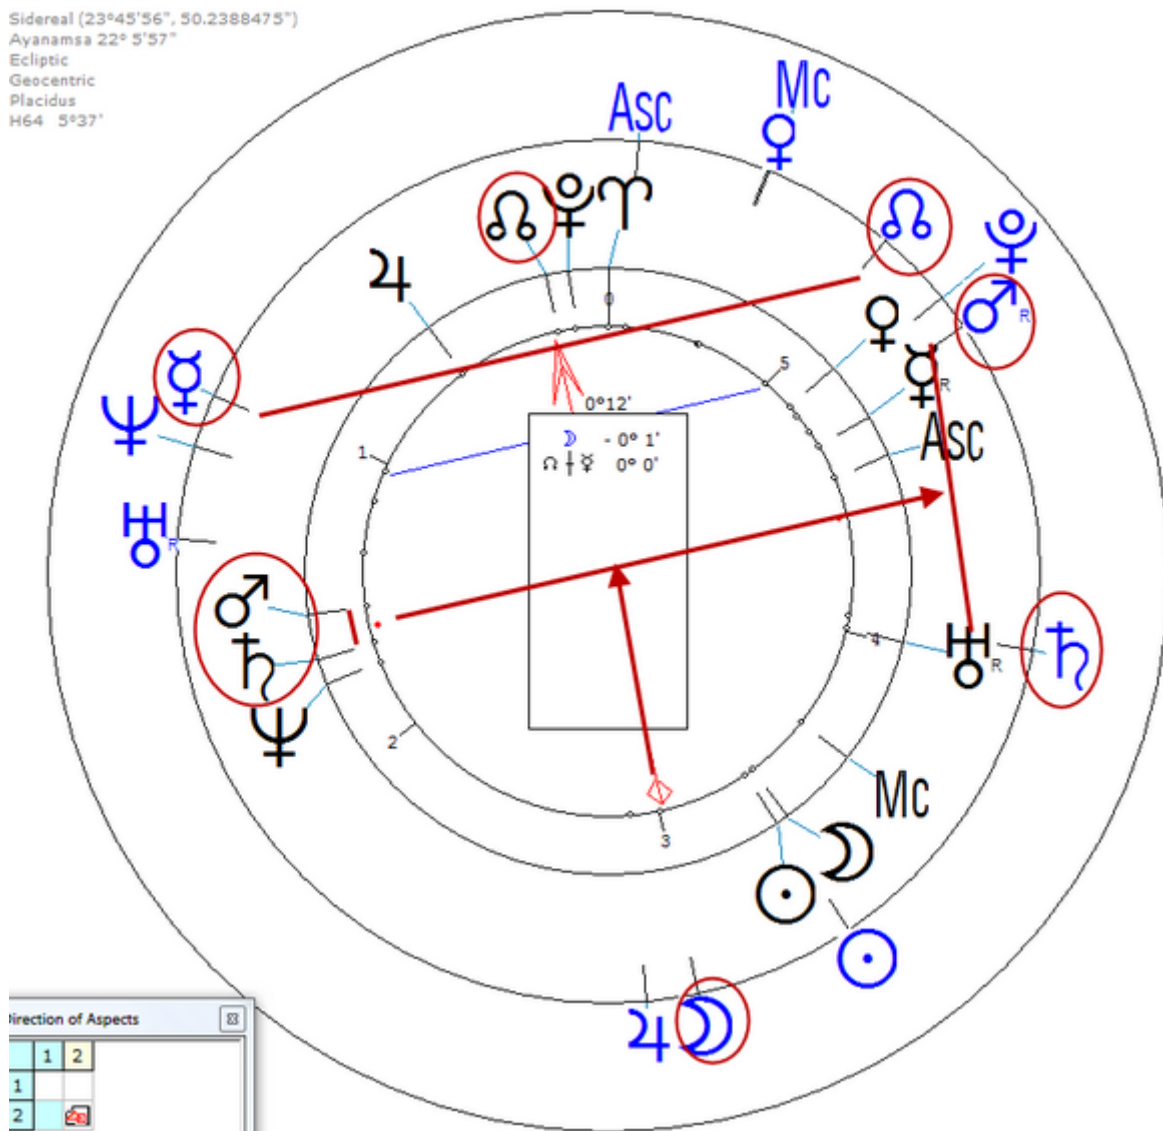 Sidereal (23°45'56", 50.2388475")
Ayanamsa 22° 5'57"
Ecliptic
Geocentric
Placidus
H64 5°37'
Mc
Asc
0
R
5
R
0°12'
☽ - 0° 1'
☊ ☿ 0° 0'
Asc
1
R
4
R
2
Mc
3
Direction of Aspects
1 2
1
2